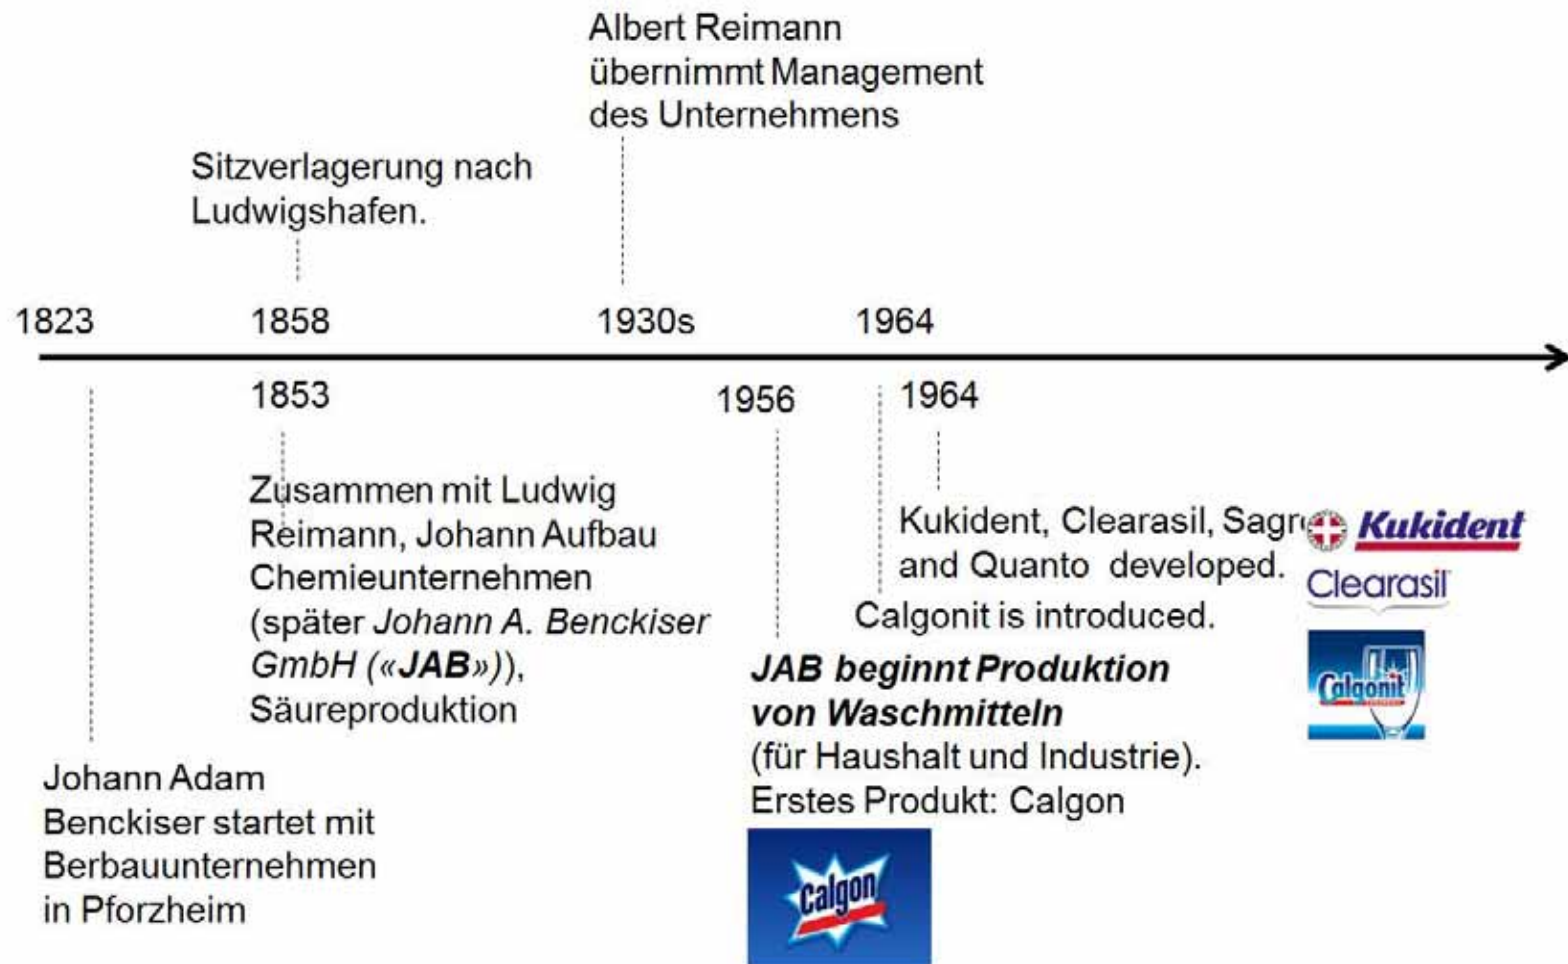 Albert Reimann
übernimmt Management
des Unternehmens
Sitzverlagerung nach
Ludwigshafen.
1823
1858
1930s
1964
1853
1956
1964
Zusammen mit Ludwig
Reimann, Johann Aufbau
Chemieunternehmen
(später Johann A. Benckiser
GmbH («JAB»)),
Säureproduktion
Kukident, Clearasil, Sagr
and Quanto developed.
Calgonit is introduced.
JAB beginnt Produktion
von Waschmitteln
(für Haushalt und Industrie).
Erstes Produkt: Calgon
Johann Adam
Benckiser startet mit
Berbauunternehmen
in Pforzheim
Kukident
Clearasil
Calgonit
Calgon